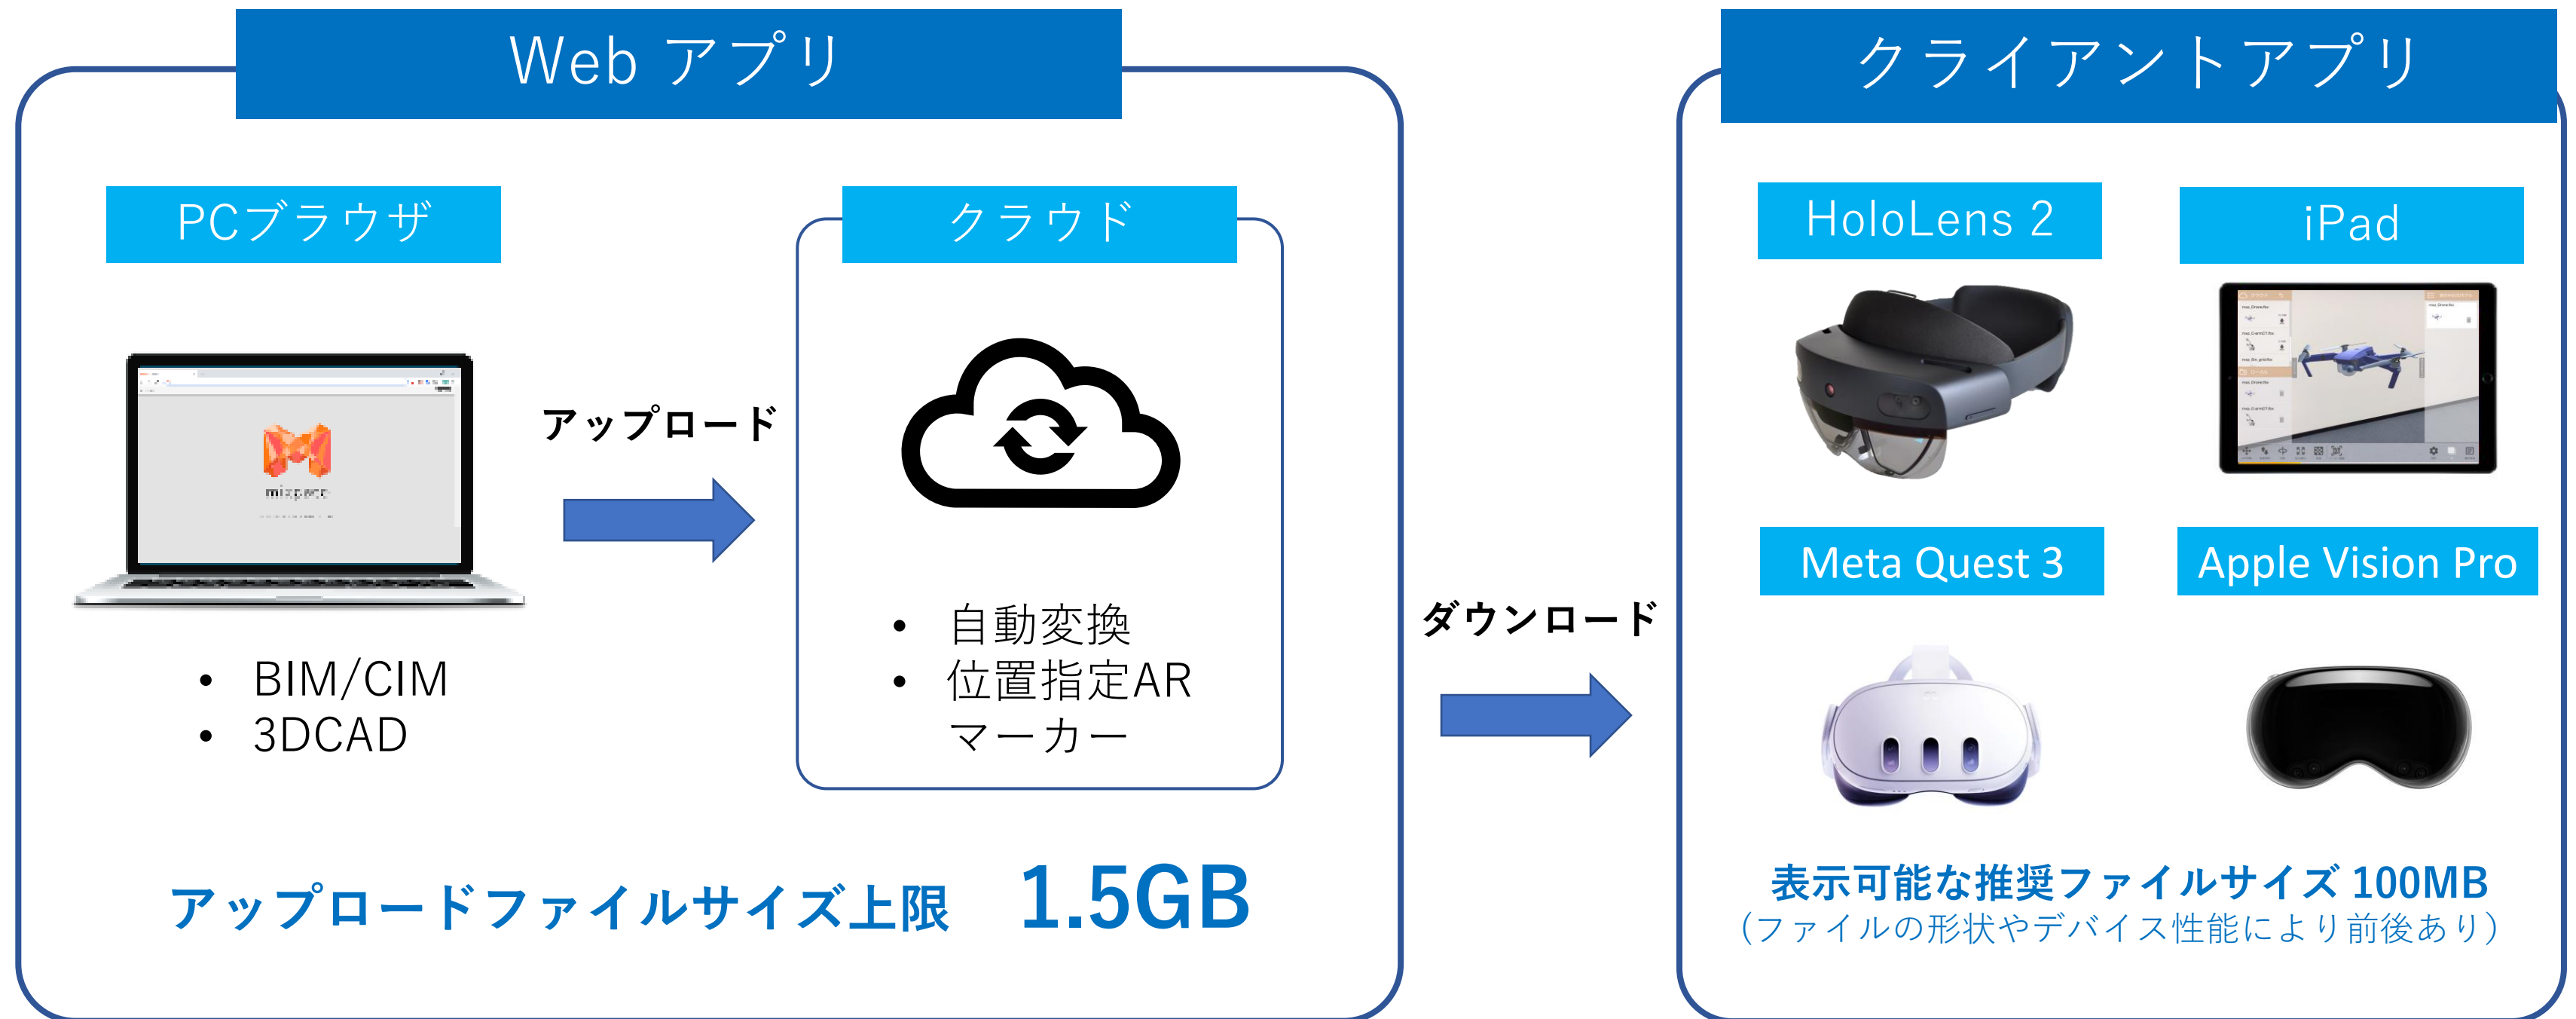 Web アプリ
PCブラウザ
• BIM/CIM
• 3DCAD
アップロード
クラウド
• 自動変換
• 位置指定AR
マーカー
アップロードファイルサイズ上限 1.5GB
ダウンロード
クライアントアプリ
HoloLens 2
iPad
Meta Quest 3
Apple Vision Pro
表示可能な推奨ファイルサイズ 100MB
(ファイルの形状やデバイス性能により前後あり)